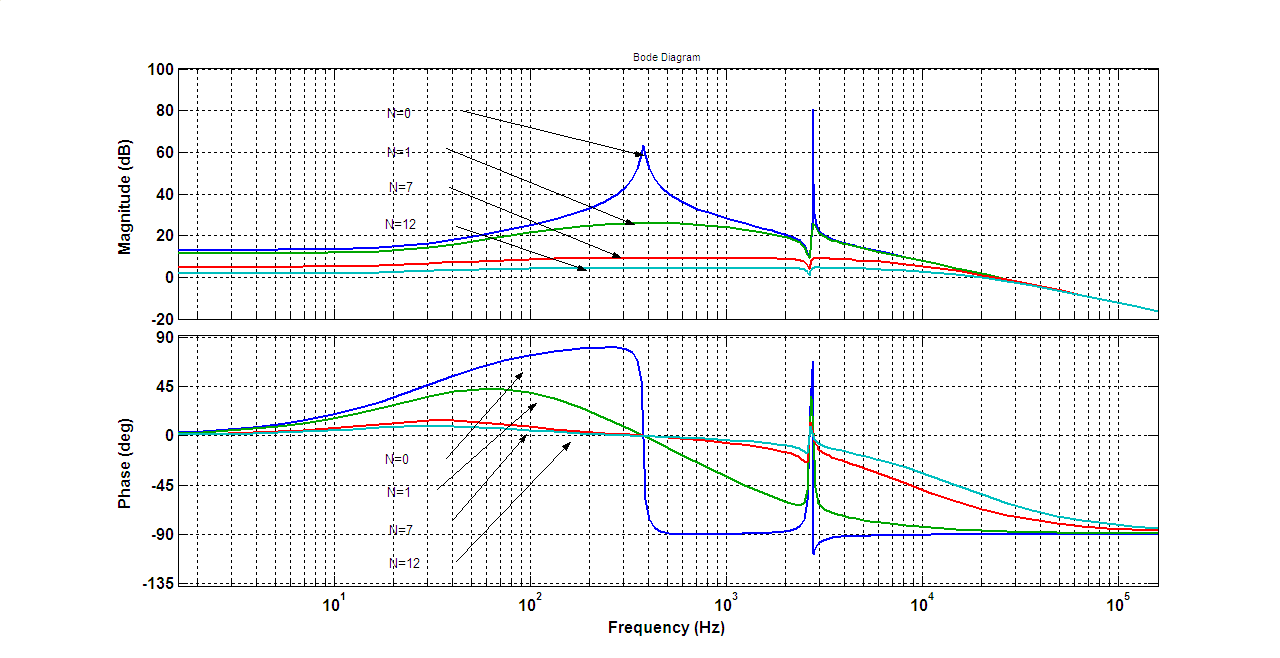 Bode Diagram
Magnitude (dB)
100
80
60
40
20
0
-20
N=0
N=1
N=7
N=12
Phase (deg)
90
45
0
-45
-90
-135
N=0
N=1
N=7
N=12
10^1 10^2 10^3 10^4 10^5
Frequency (Hz)